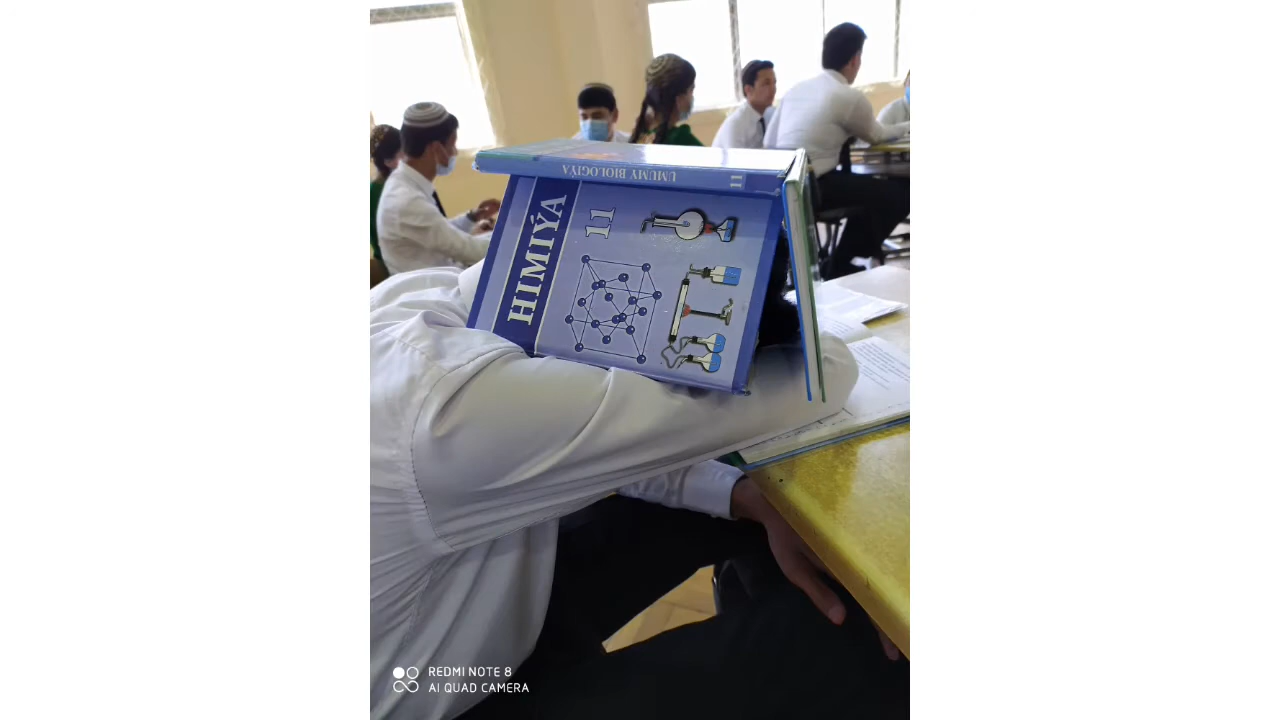 UMUMY BIOLOGIÝA
11
HIMIÝA
11
REDMI NOTE 8
AI QUAD CAMERA